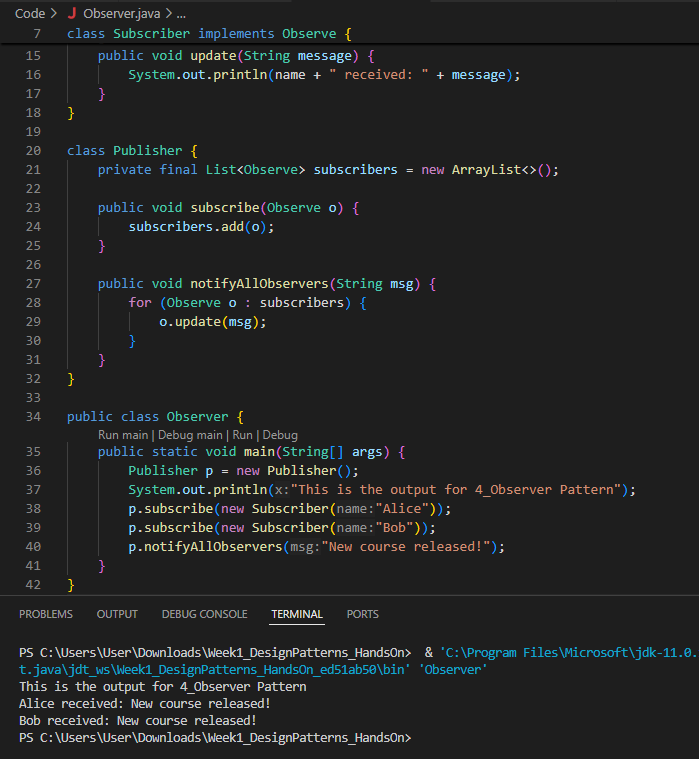 Code > J Observer.java > ...
7 class Subscriber implements Observe {
15 public void update(String message) {
16 System.out.println(name + " received: " + message);
17 }
18 }
19
20 class Publisher {
21 private final List<Observe> subscribers = new ArrayList<>();
22
23 public void subscribe(Observe o) {
24 subscribers.add(o);
25 }
26
27 public void notifyAllObservers(String msg) {
28 for (Observe o : subscribers) {
29 o.update(msg);
30 }
31 }
32 }
33
34 public class Observer {
Run main | Debug main | Run | Debug
35 public static void main(String[] args) {
36 Publisher p = new Publisher();
37 System.out.println(x:"This is the output for 4_Observer Pattern");
38 p.subscribe(new Subscriber(name:"Alice"));
39 p.subscribe(new Subscriber(name:"Bob"));
40 p.notifyAllObservers(msg:"New course released!");
41 }
42 }
PROBLEMS OUTPUT DEBUG CONSOLE TERMINAL PORTS
PS C:\Users\User\Downloads\Week1_DesignPatterns_HandsOn> & 'C:\Program Files\Microsoft\jdk-11.0.
t.java\jdt_ws\Week1_DesignPatterns_HandsOn_ed51ab50\bin' 'Observer'
This is the output for 4_Observer Pattern
Alice received: New course released!
Bob received: New course released!
PS C:\Users\User\Downloads\Week1_DesignPatterns_HandsOn>